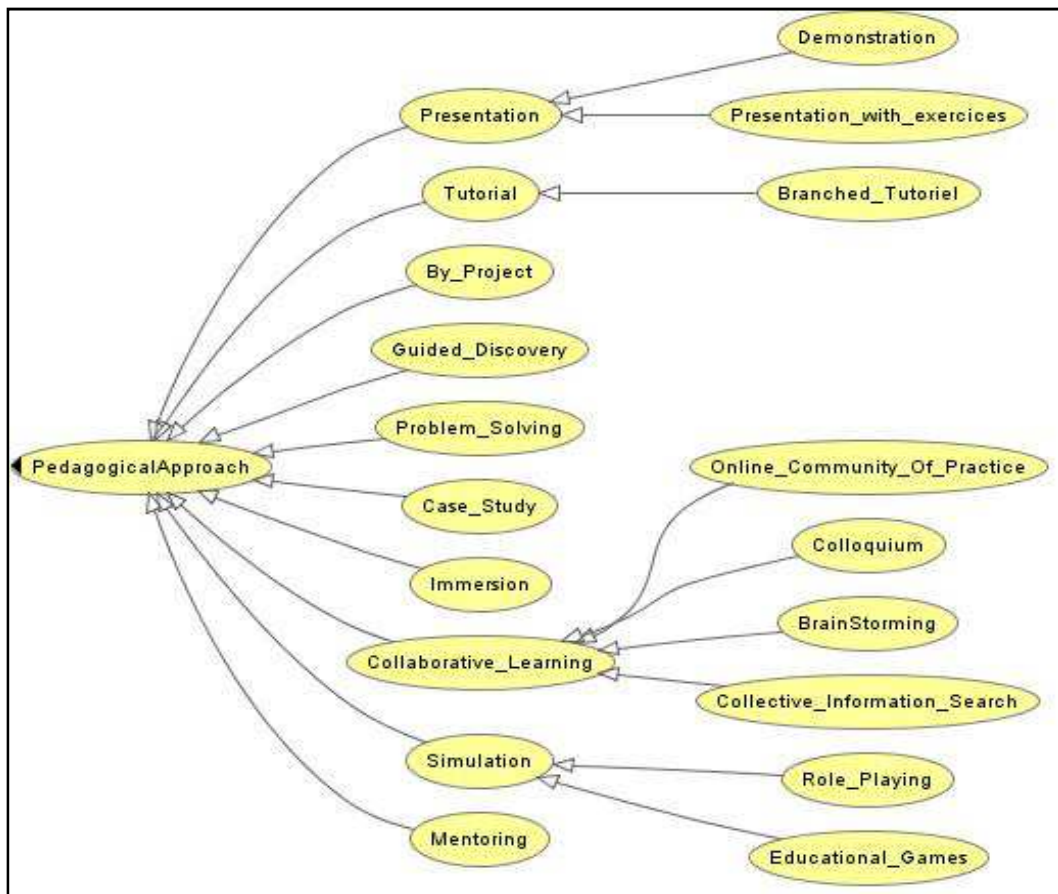 Demonstration
Presentation
Presentation_with_exercices
Tutorial
Branched_Tutoriel
By_Project
Guided_Discovery
Problem_Solving
PedagogicalApproach
Online_Community_Of_Practice
Case_Study
Colloquium
Immersion
BrainStorming
Collaborative_Learning
Collective_Information_Search
Simulation
Role_Playing
Mentoring
Educational_Games